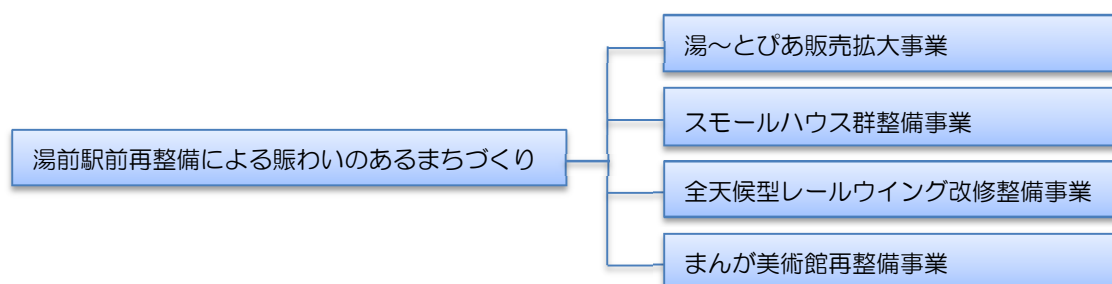 湯前駅前再整備による賑わいのあるまちづくり
湯～とぴあ販売拡大事業
スモールハウス群整備事業
全天候型レールウイング改修整備事業
まんが美術館再整備事業